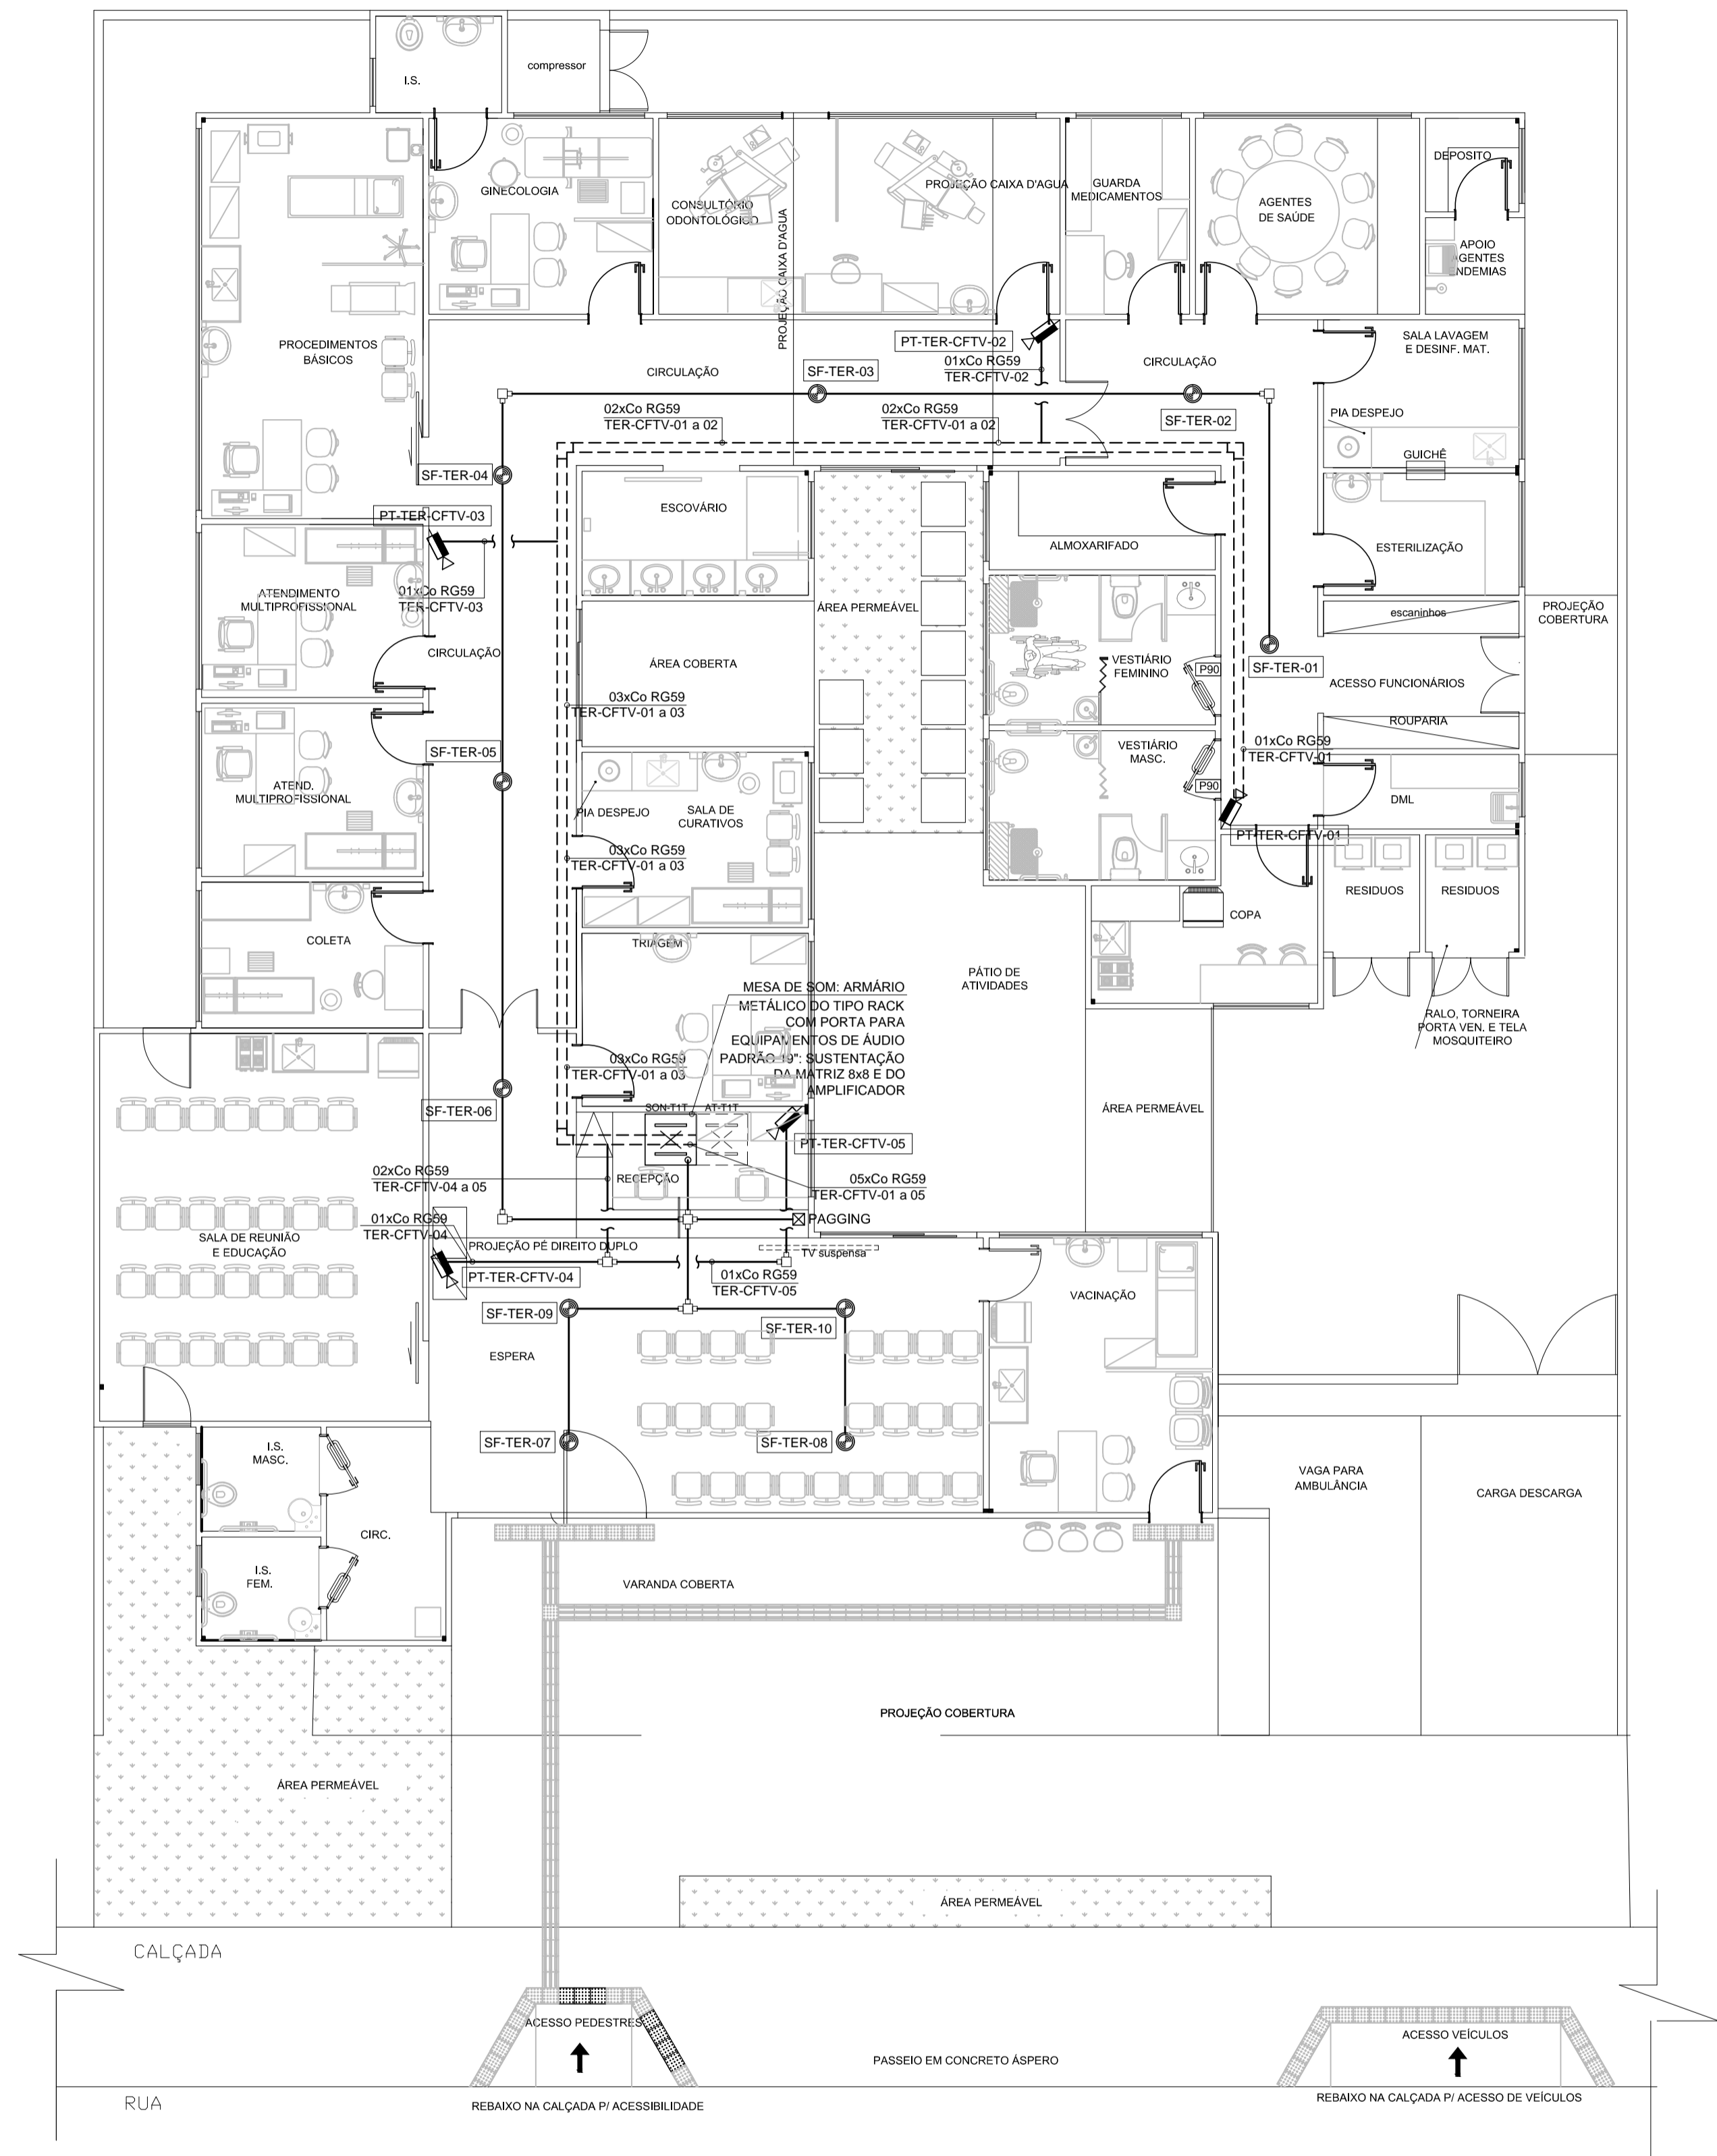 compressor
I.S.
GINECOLOGIA
CONSULTÓRIO
ODONTOLÓGICO
PROJEÇÃO CAIXA D'AGUA
PROJEÇÃO CAIXA D'AGUA
GUARDA
MEDICAMENTOS
AGENTES
DE SAÚDE
DEPOSITO
APOIO
AGENTES
ENDEMIAS
PROCEDIMENTOS
BÁSICOS
CIRCULAÇÃO
PT-TER-CFTV-02
01xCo RG59
TER-CFTV-02
SF-TER-03
CIRCULAÇÃO
SALA LAVAGEM
E DESINF. MAT.
02xCo RG59
TER-CFTV-01 a 02
02xCo RG59
TER-CFTV-01 a 02
SF-TER-02
PIA DESPEJO
GUICHÊ
SF-TER-04
PT-TER-CFTV-03
ESCOVÁRIO
ALMOXARIFADO
ESTERILIZAÇÃO
ATENDIMENTO
MULTIPROFISSIONAL
01xCo RG59
TER-CFTV-03
ÁREA PERMEÁVEL
escaninhos
PROJEÇÃO
COBERTURA
CIRCULAÇÃO
ÁREA COBERTA
VESTIÁRIO
FEMININO
P90
SF-TER-01
ACESSO FUNCIONÁRIOS
03xCo RG59
TER-CFTV-01 a 03
ROUPARIA
SF-TER-05
VESTIÁRIO
MASC.
P90
01xCo RG59
TER-CFTV-01
ATEND.
MULTIPROFISSIONAL
PIA DESPEJO
SALA DE
CURATIVOS
DML
PT-TER-CFTV-01
03xCo RG59
TER-CFTV-01 a 03
RESIDUOS
RESIDUOS
COPA
COLETA
TRIAGEM
PÁTIO DE
ATIVIDADES
MESA DE SOM: ARMÁRIO
METÁLICO DO TIPO RACK
COM PORTA PARA
EQUIPAMENTOS DE ÁUDIO
PADRÃO 19": SUSTENTAÇÃO
DA MATRIZ 8x8 E DO
AMPLIFICADOR
RALO, TORNEIRA
PORTA VEN. E TELA
MOSQUITEIRO
03xCo RG59
TER-CFTV-01 a 03
SF-TER-06
SON-T1T
AT-T1T
ÁREA PERMEÁVEL
PT-TER-CFTV-05
02xCo RG59
TER-CFTV-04 a 05
RECEPÇÃO
05xCo RG59
TER-CFTV-01 a 05
01xCo RG59
TER-CFTV-04
PAGGING
SALA DE REUNIÃO
E EDUCAÇÃO
PROJEÇÃO PÉ DIREITO DUPLO
TV suspensa
PT-TER-CFTV-04
01xCo RG59
TER-CFTV-05
VACINAÇÃO
SF-TER-09
SF-TER-10
ESPERA
SF-TER-07
SF-TER-08
I.S.
MASC.
VAGA PARA
AMBULÂNCIA
CARGA DESCARGA
CIRC.
I.S.
FEM.
VARANDA COBERTA
PROJEÇÃO COBERTURA
ÁREA PERMEÁVEL
ÁREA PERMEÁVEL
CALÇADA
ACESSO PEDESTRES
ACESSO VEÍCULOS
PASSEIO EM CONCRETO ÁSPERO
RUA
REBAIXO NA CALÇADA P/ ACESSIBILIDADE
REBAIXO NA CALÇADA P/ ACESSO DE VEÍCULOS